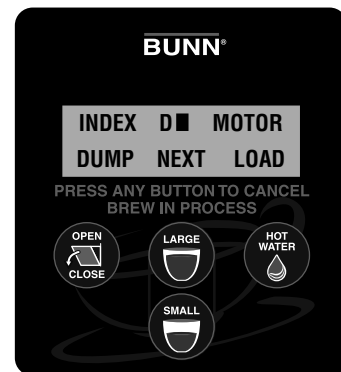 BUNN®
INDEX D■ MOTOR
DUMP NEXT LOAD
PRESS ANY BUTTON TO CANCEL
BREW IN PROCESS
OPEN
CLOSE
LARGE
HOT
WATER
SMALL